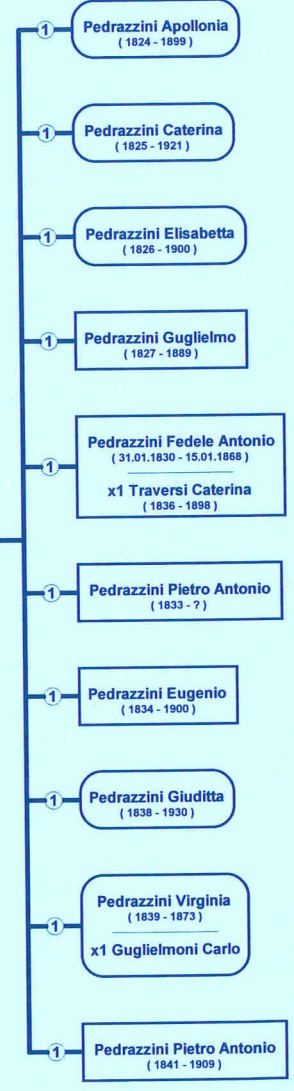 1
Pedrazzini Apollonia
( 1824 - 1899 )
1
Pedrazzini Caterina
( 1825 - 1921 )
1
Pedrazzini Elisabetta
( 1826 - 1900 )
1
Pedrazzini Guglielmo
( 1827 - 1889 )
1
Pedrazzini Fedele Antonio
( 31.01.1830 - 15.01.1868 )
x1 Traversi Caterina
( 1836 - 1898 )
1
Pedrazzini Pietro Antonio
( 1833 - ? )
1
Pedrazzini Eugenio
( 1834 - 1900 )
1
Pedrazzini Giuditta
( 1838 - 1930 )
1
Pedrazzini Virginia
( 1839 - 1873 )
x1 Guglielmoni Carlo
1
Pedrazzini Pietro Antonio
( 1841 - 1909 )